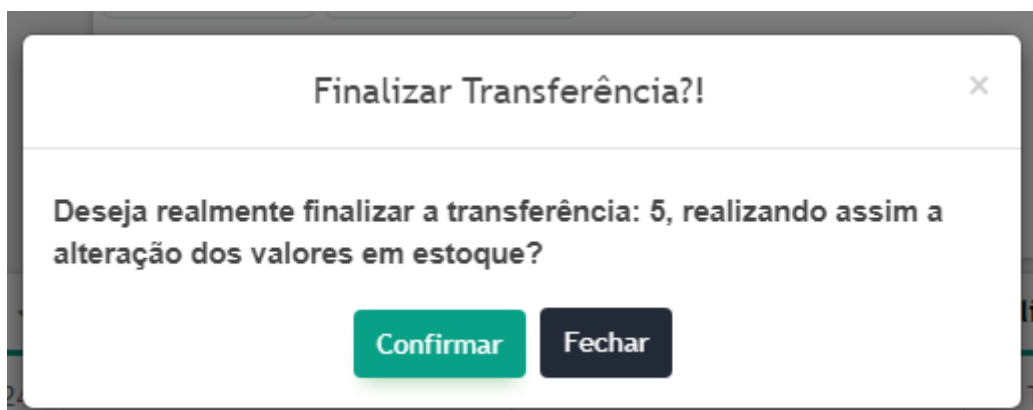 Finalizar Transferência?!
×
Deseja realmente finalizar a transferência: 5, realizando assim a
alteração dos valores em estoque?
Confirmar Fechar